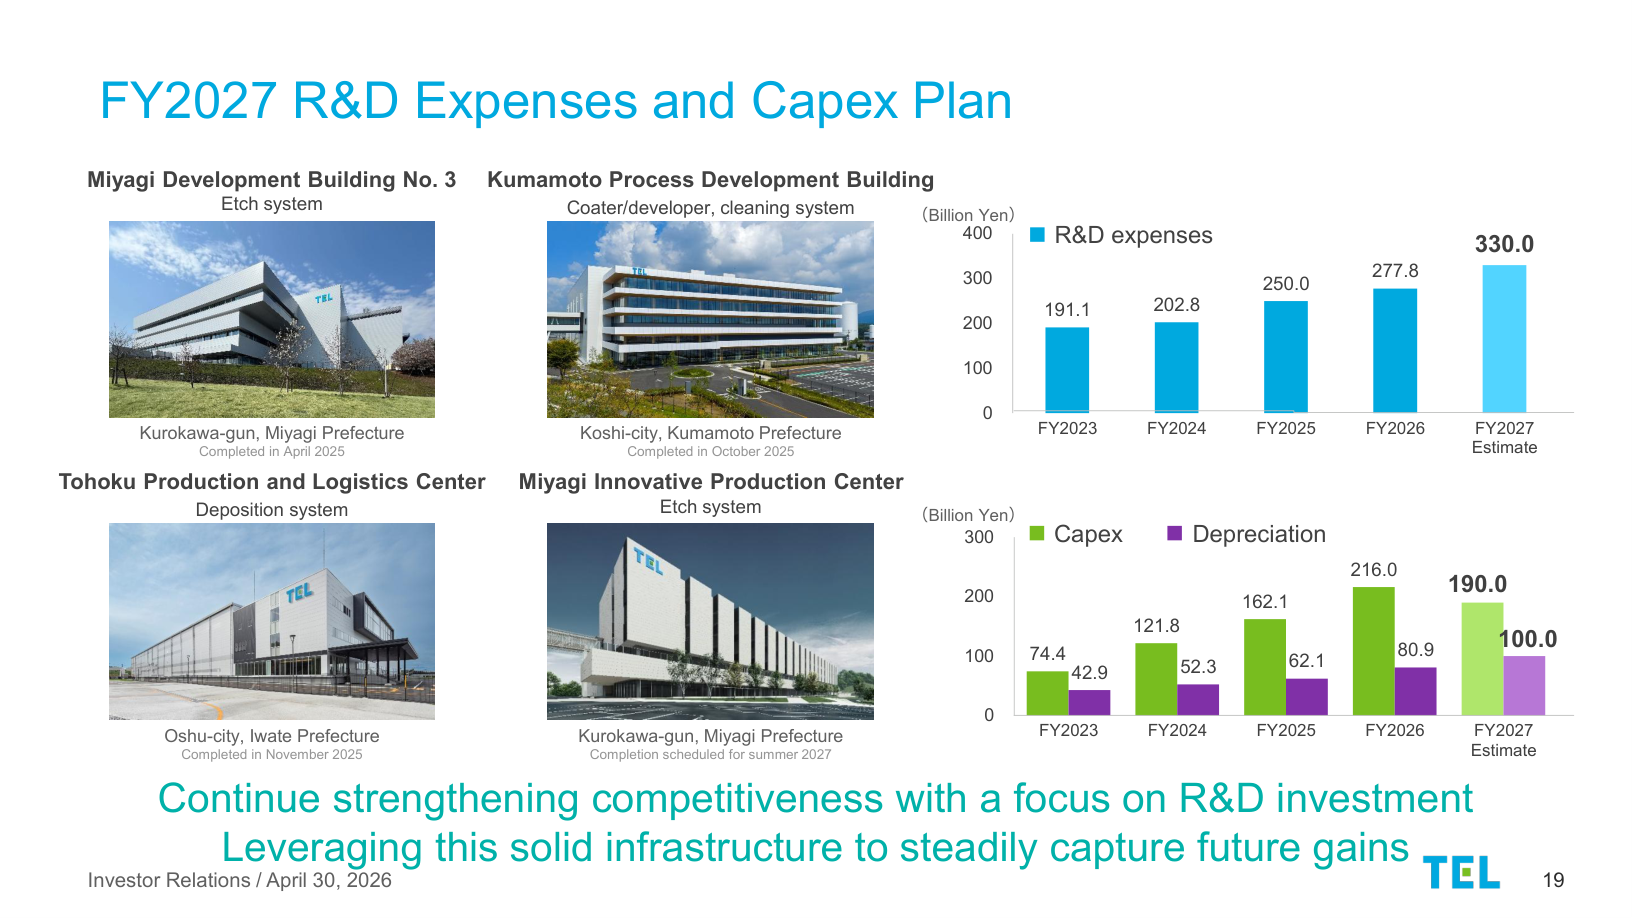 FY2027 R&D Expenses and Capex Plan
Miyagi Development Building No. 3
Etch system
TEL
Kurokawa-gun, Miyagi Prefecture
Completed in April 2025
Kumamoto Process Development Building
Coater/developer, cleaning system
TEL
Koshi-city, Kumamoto Prefecture
Completed in October 2025
Tohoku Production and Logistics Center
Deposition system
TEL
Oshu-city, Iwate Prefecture
Completed in November 2025
Miyagi Innovative Production Center
Etch system
TEL
Kurokawa-gun, Miyagi Prefecture
Completion scheduled for summer 2027
(Billion Yen)
R&D expenses
400
300
200
100
0
191.1
202.8
250.0
277.8
330.0
FY2023
FY2024
FY2025
FY2026
FY2027
Estimate
(Billion Yen)
Capex
Depreciation
300
200
100
0
74.4
42.9
121.8
52.3
162.1
62.1
216.0
80.9
190.0
100.0
FY2023
FY2024
FY2025
FY2026
FY2027
Estimate
Continue strengthening competitiveness with a focus on R&D investment
Leveraging this solid infrastructure to steadily capture future gains
Investor Relations / April 30, 2026
TEL
19